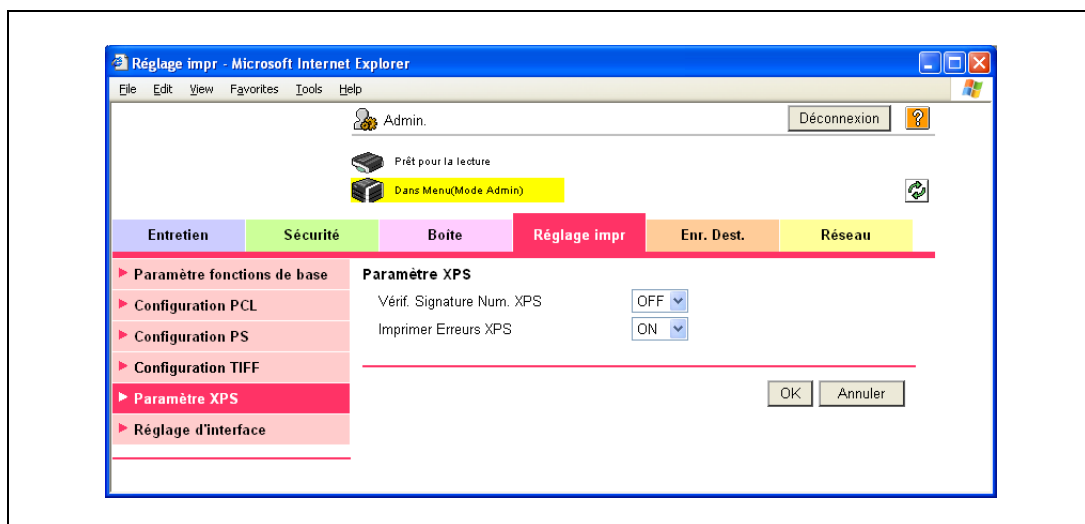 Réglage impr - Microsoft Internet Explorer
File Edit View Favorites Tools Help
Admin.
Déconnexion
?
Prêt pour la lecture
Dans Menu(Mode Admin)
Entretien
Sécurité
Boîte
Réglage impr
Enr. Dest.
Réseau
Paramètre fonctions de base
Configuration PCL
Configuration PS
Configuration TIFF
Paramètre XPS
Réglage d'interface
Paramètre XPS
Vérif. Signature Num. XPS OFF
Imprimer Erreurs XPS ON
OK Annuler